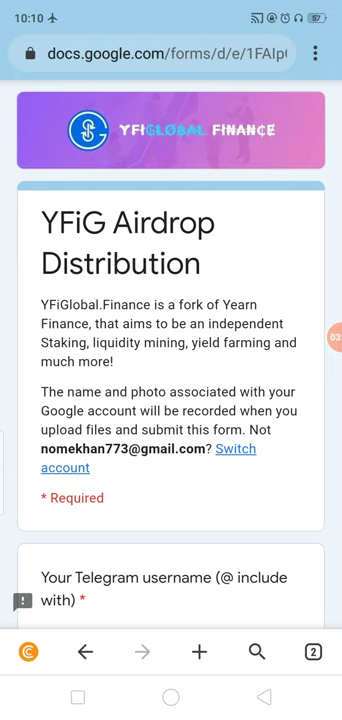 10:10
57
docs.google.com/forms/d/e/1FAIp
YFIGLOBAL FINANCE
YFiG Airdrop
Distribution
YFiGlobal.Finance is a fork of Yearn
Finance, that aims to be an independent
Staking, liquidity mining, yield farming and
much more!
The name and photo associated with your
Google account will be recorded when you
upload files and submit this form. Not
nomekhan773@gmail.com? Switch
account
* Required
03
Your Telegram username (@ include
with) *
2